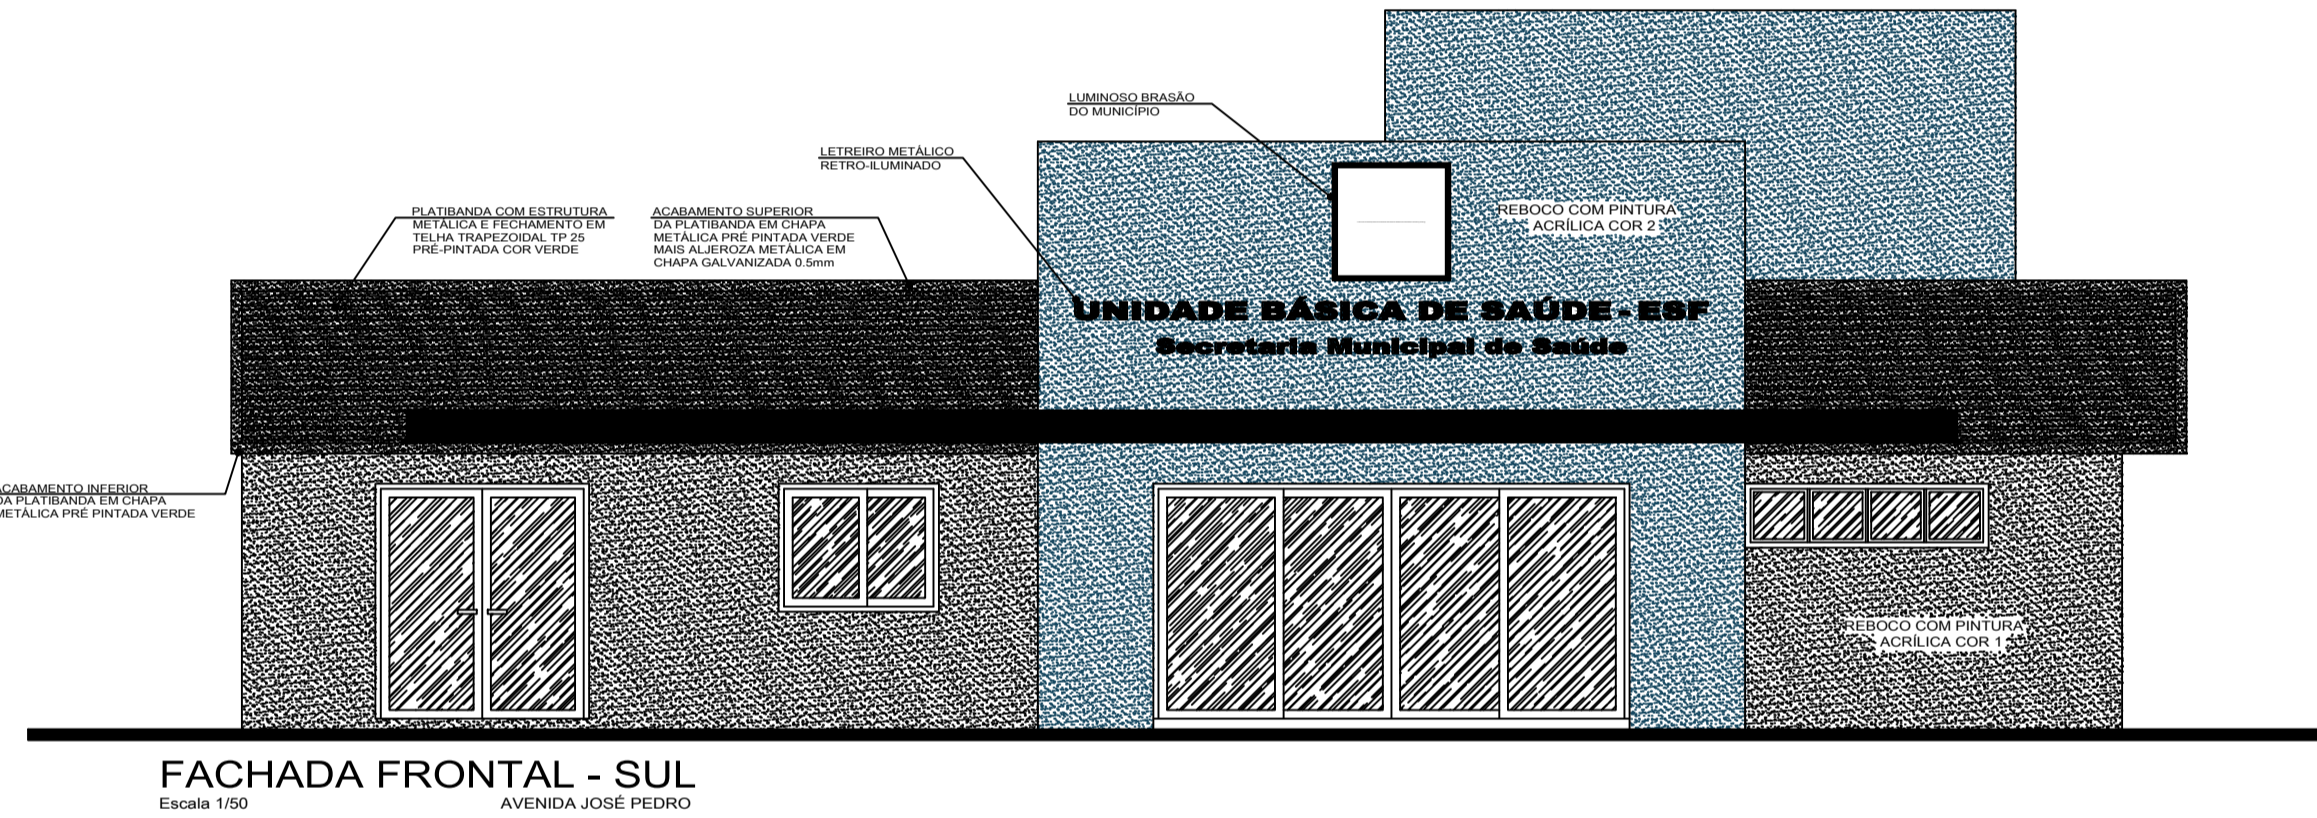 LUMINOSO BRASÃO
DO MUNICÍPIO
LETREIRO METÁLICO
RETRO-ILUMINADO
PLATIBANDA COM ESTRUTURA
METÁLICA E FECHAMENTO EM
TELHA TRAPEZOIDAL TP 25
PRÉ-PINTADA COR VERDE
ACABAMENTO SUPERIOR
DA PLATIBANDA EM CHAPA
METÁLICA PRÉ PINTADA VERDE
MAIS ALJEROZA METÁLICA EM
CHAPA GALVANIZADA 0.5mm
REBOCO COM PINTURA
ACRÍLICA COR 2
UNIDADE BÁSICA DE SAÚDE - ESF
Secretaria Municipal de Saúde
ACABAMENTO INFERIOR
DA PLATIBANDA EM CHAPA
METÁLICA PRÉ PINTADA VERDE
REBOCO COM PINTURA
ACRÍLICA COR 1
FACHADA FRONTAL - SUL
Escala 1/50 AVENIDA JOSÉ PEDRO